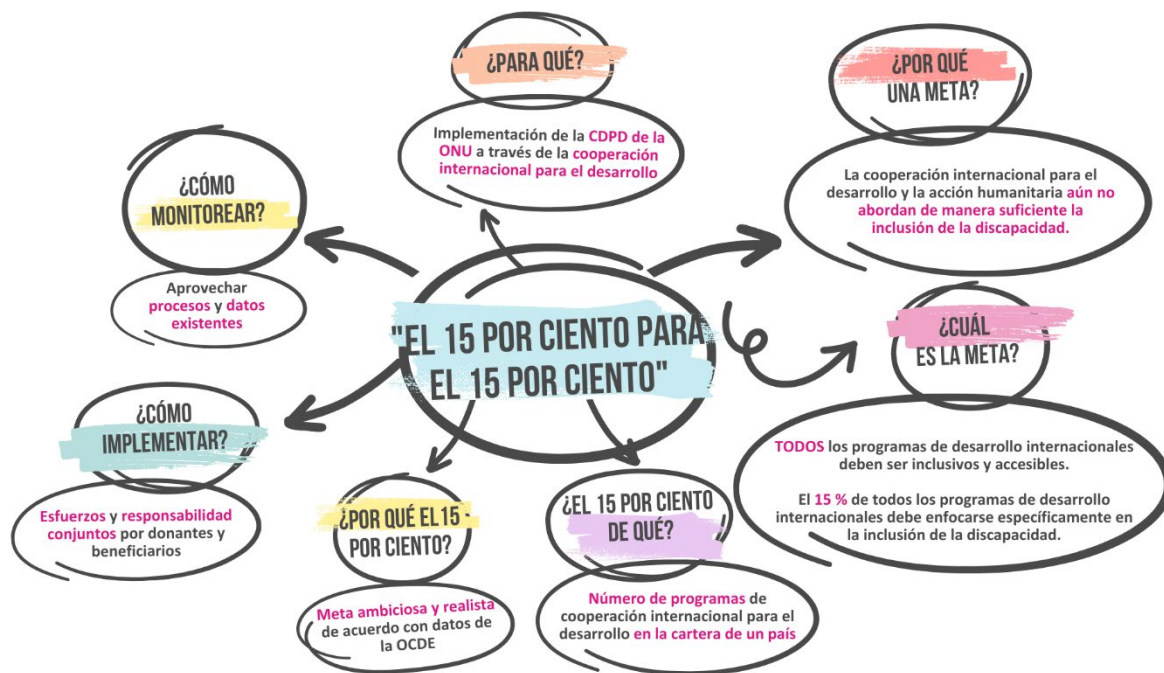 ¿PARA QUÉ?
Implementación de la CDPD de la
ONU a través de la cooperación
internacional para el desarrollo
¿POR QUÉ
UNA META?
La cooperación internacional para el
desarrollo y la acción humanitaria aún no
abordan de manera suficiente la
inclusión de la discapacidad.
¿CÓMO
MONITOREAR?
Aprovechar
procesos y datos
existentes
"EL 15 POR CIENTO PARA
EL 15 POR CIENTO"
¿CUÁL
ES LA META?
TODOS los programas de desarrollo internacionales
deben ser inclusivos y accesibles.
El 15 % de todos los programas de desarrollo
internacionales debe enfocarse específicamente en
la inclusión de la discapacidad.
¿CÓMO
IMPLEMENTAR?
Esfuerzos y responsabilidad
conjuntos por donantes y
beneficiarios
¿POR QUÉ EL 15
POR CIENTO?
Meta ambiciosa y realista
de acuerdo con datos de
la OCDE
¿EL 15 POR CIENTO
DE QUÉ?
Número de programas de
cooperación internacional para el
desarrollo en la cartera de un país